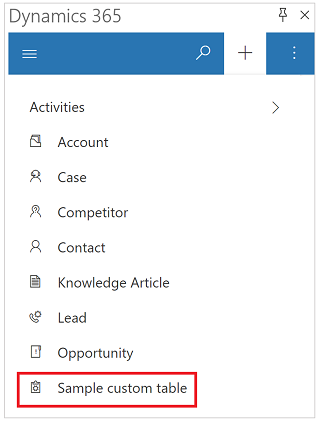 Dynamics 365
Activities
Account
Case
Competitor
Contact
Knowledge Article
Lead
Opportunity
Sample custom table